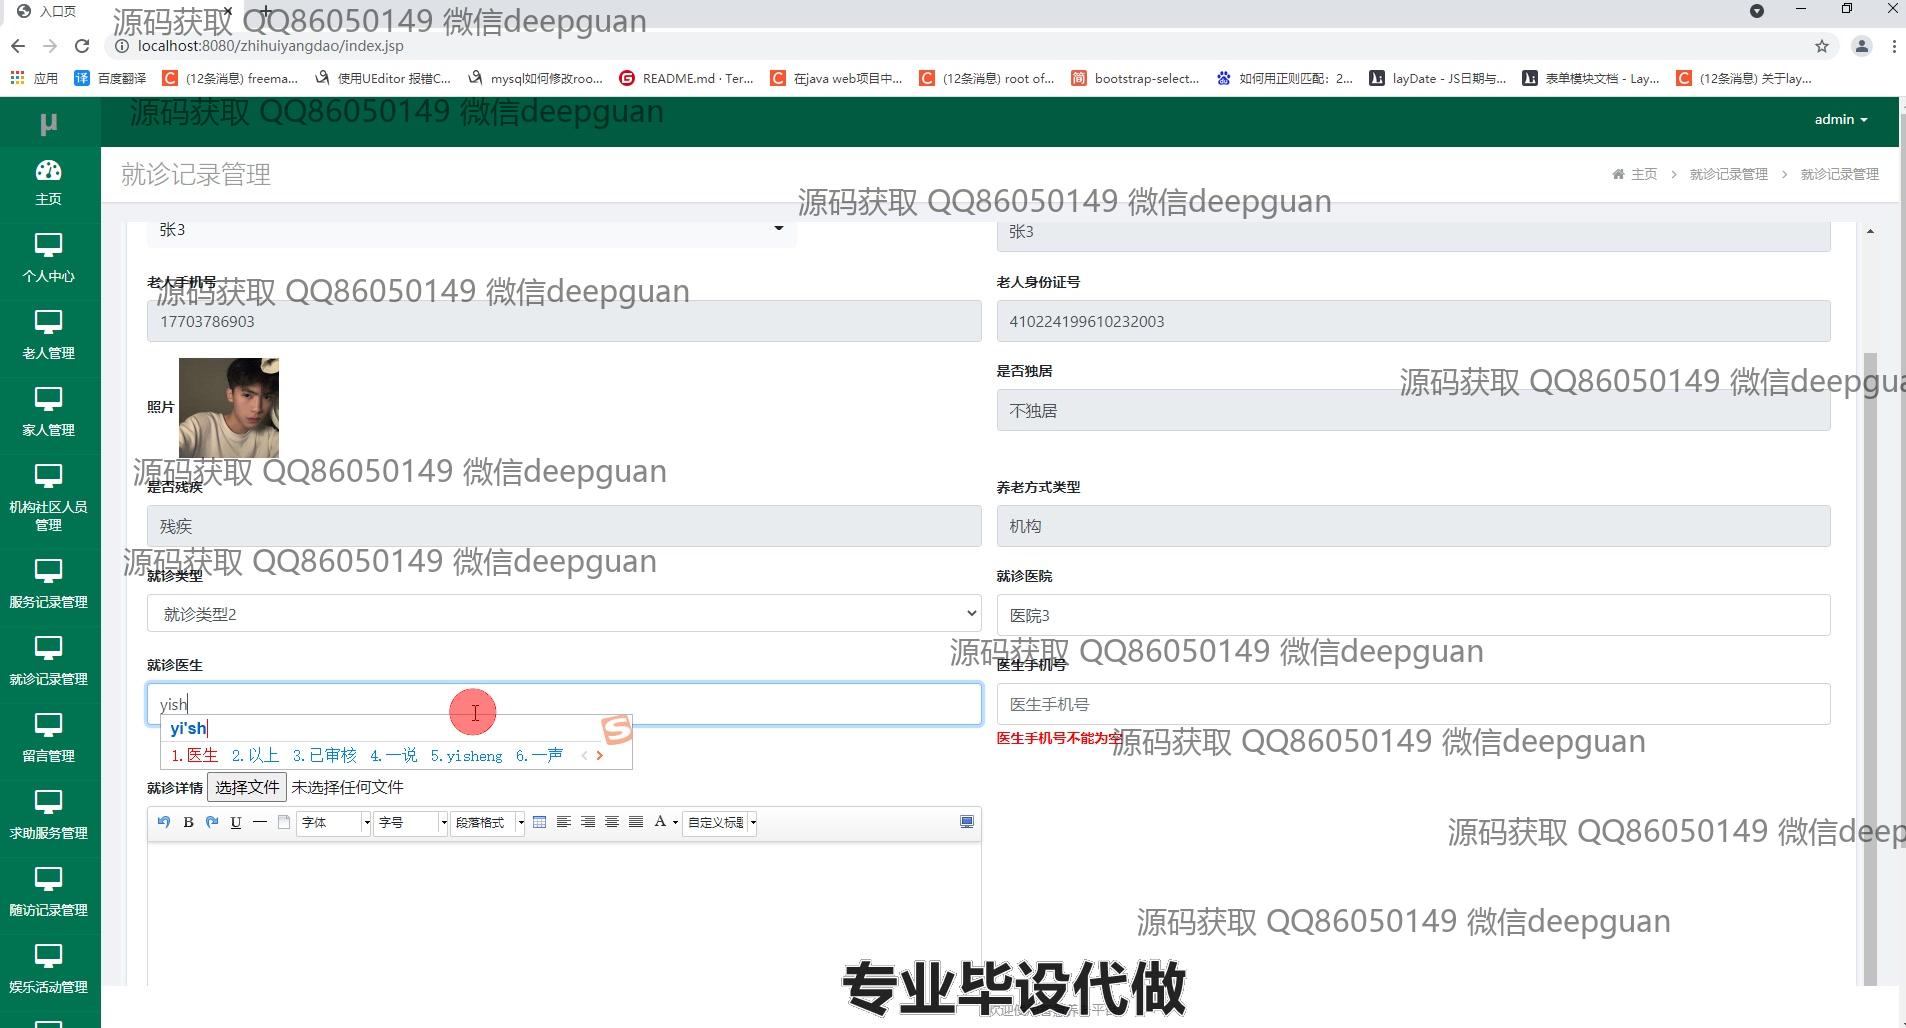 入口页
源码获取 QQ86050149 微信deepguan
localhost:8080/zhihuiyangdao/index.jsp
应用
百度翻译
(12条消息) freema...
使用UEditor 报错C...
mysql如何修改roo...
README.md · Ter...
在java web项目中...
(12条消息) root of...
bootstrap-select...
如何用正则匹配：2...
layDate - JS日期与...
表单模块文档 - Lay...
(12条消息) 关于lay...
源码获取 QQ86050149 微信deepguan
μ
admin
主页
就诊记录管理
主页 > 就诊记录管理 > 就诊记录管理
源码获取 QQ86050149 微信deepguan
个人中心
老人管理
家人管理
机构社区人员
管理
服务记录管理
就诊记录管理
留言管理
求助服务管理
随访记录管理
娱乐活动管理
张3
张3
老人手机号
源码获取 QQ86050149 微信deepguan
17703786903
老人身份证号
410224199610232003
照片
是否独居
源码获取 QQ86050149 微信deepgua
不独居
源码获取 QQ86050149 微信deepguan
是否残疾
残疾
养老方式类型
机构
源码获取 QQ86050149 微信deepguan
就诊类型
就诊类型2
就诊医院
医院3
源码获取 QQ86050149 微信deepguan
就诊医生
yish
医生手机号
医生手机号
yi'sh
1.医生 2.以上 3.已审核 4.一说 5.yisheng 6.一声
医生手机号不能为空
源码获取 QQ86050149 微信deepguan
就诊详情 选择文件 未选择任何文件
B U 字体 字号 段落格式 A 自定义标题
源码获取 QQ86050149 微信deep
源码获取 QQ86050149 微信deepguan
专业毕设代做